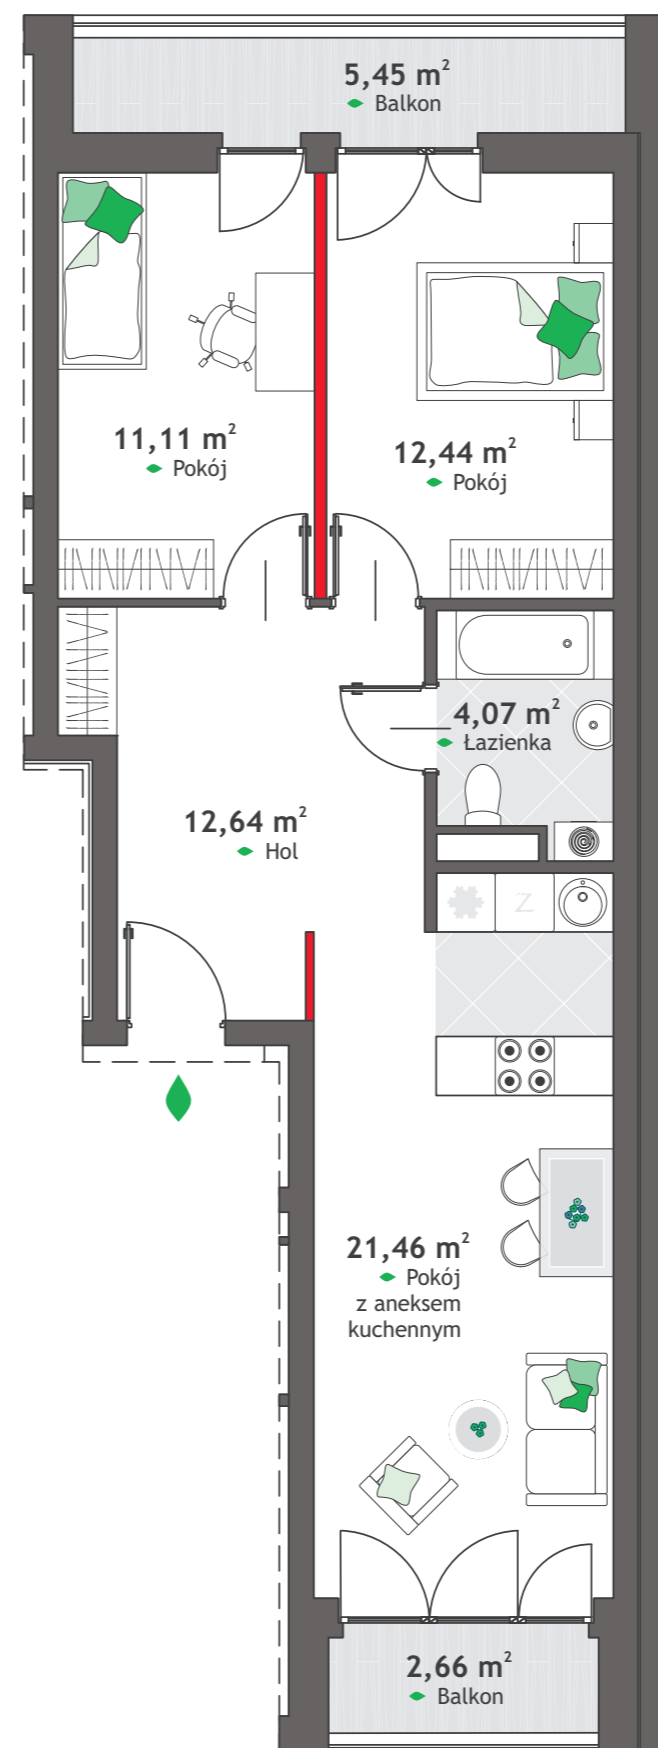 5,45 m²
Balkon
11,11 m²
Pokój
12,44 m²
Pokój
4,07 m²
Łazienka
12,64 m²
Hol
Z
21,46 m²
Pokój
z aneksem
kuchennym
2,66 m²
Balkon